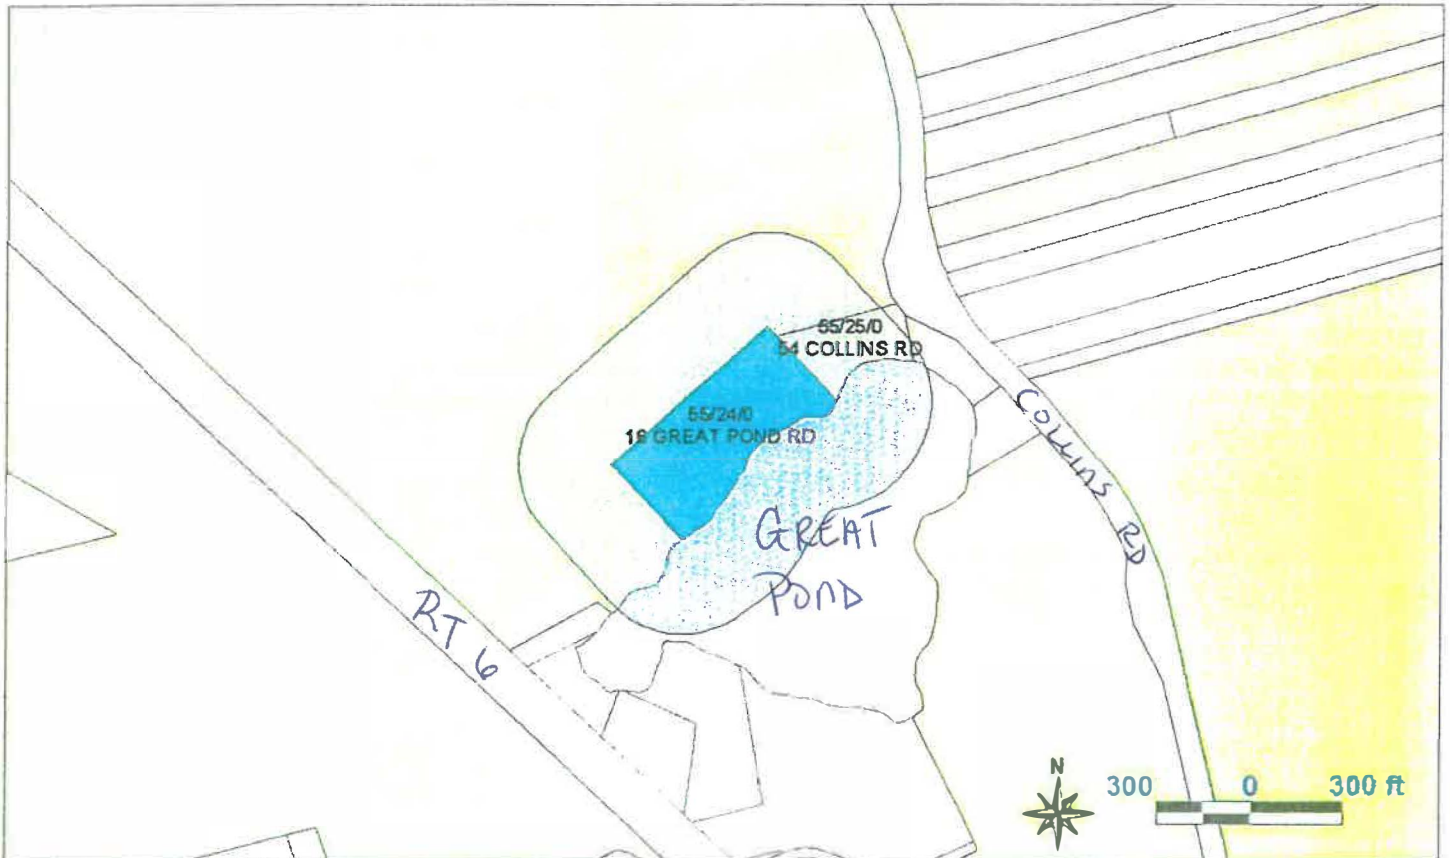 55/25/0
54 COLLINS RD
55/24/0
GREAT POND RD
GREAT
POND
COLLINS RD
RT 6
N
300 0 300 ft